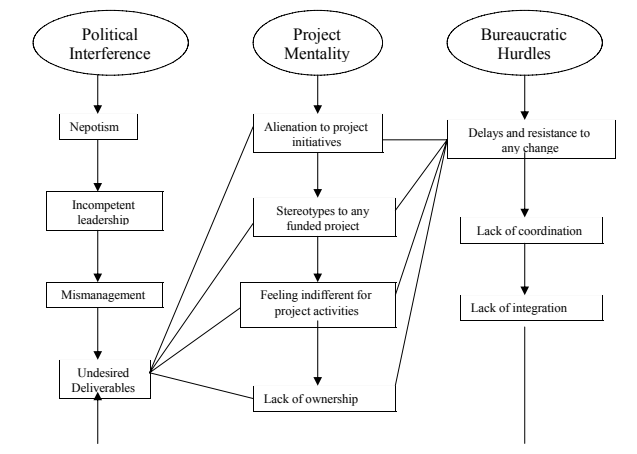 Political
Interference
Project
Mentality
Bureaucratic
Hurdles
Nepotism
Alienation to project
initiatives
Delays and resistance to
any change
Incompetent
leadership
Stereotypes to any
funded project
Lack of coordination
Mismanagement
Feeling indifferent for
project activities
Lack of integration
Undesired
Deliverables
Lack of ownership